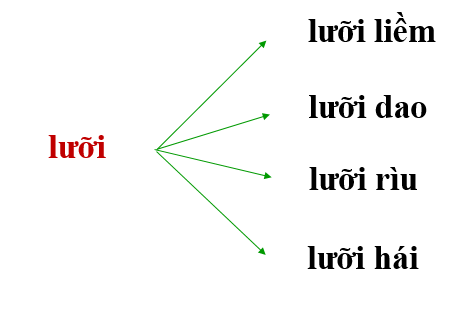 lưỡi liềm
lưỡi dao
lưỡi
lưỡi rìu
lưỡi hái